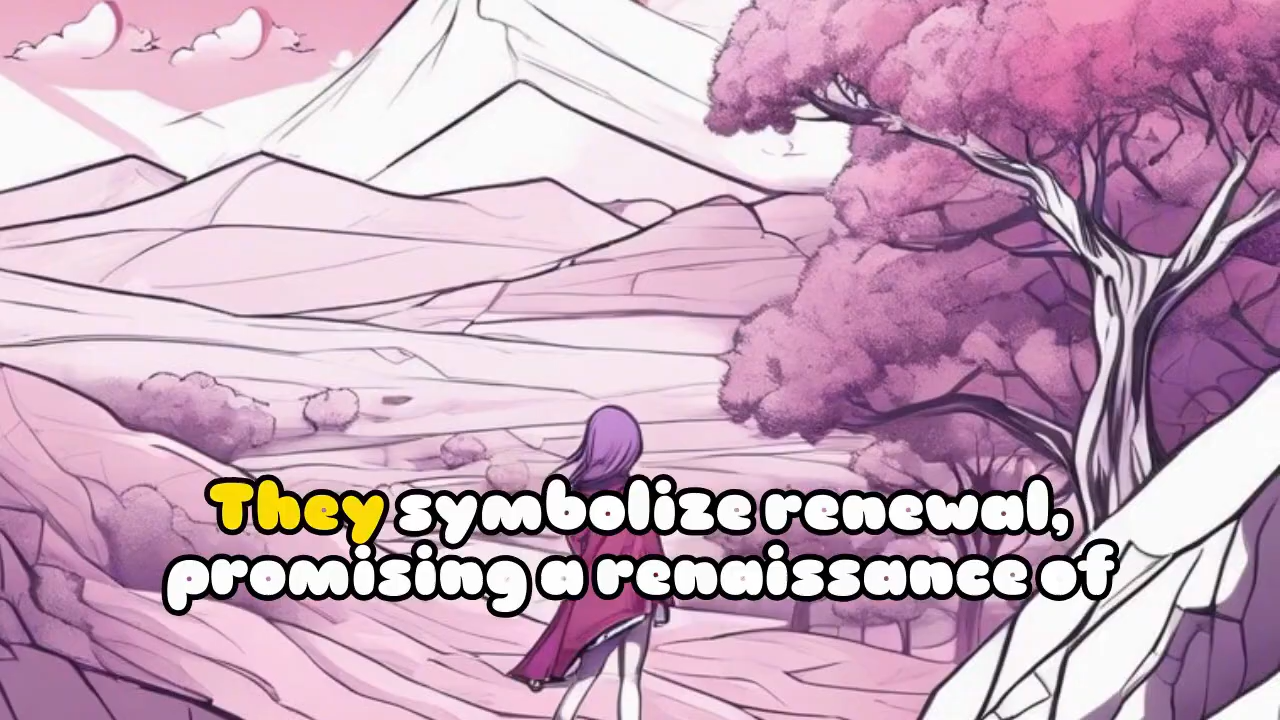 They symbolize renewal,
promising a renaissance of